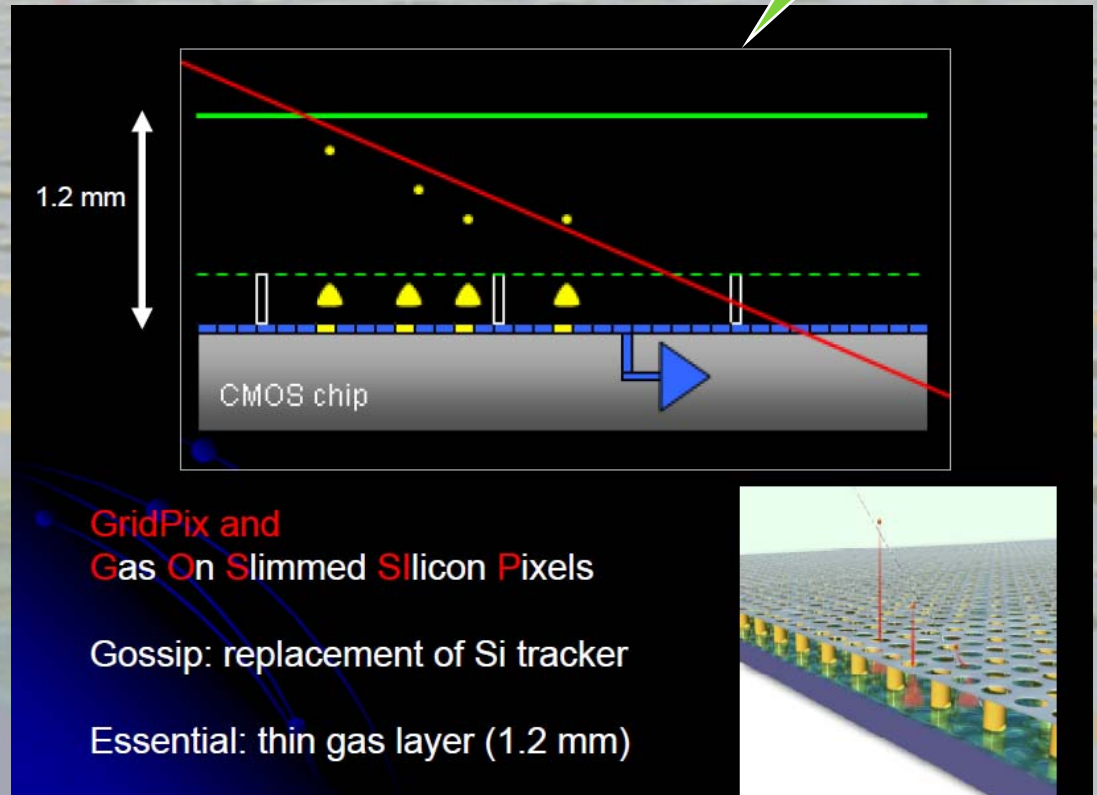 1.2 mm
CMOS chip
GridPix and
Gas On Slimmed SIlicon Pixels
Gossip: replacement of Si tracker
Essential: thin gas layer (1.2 mm)